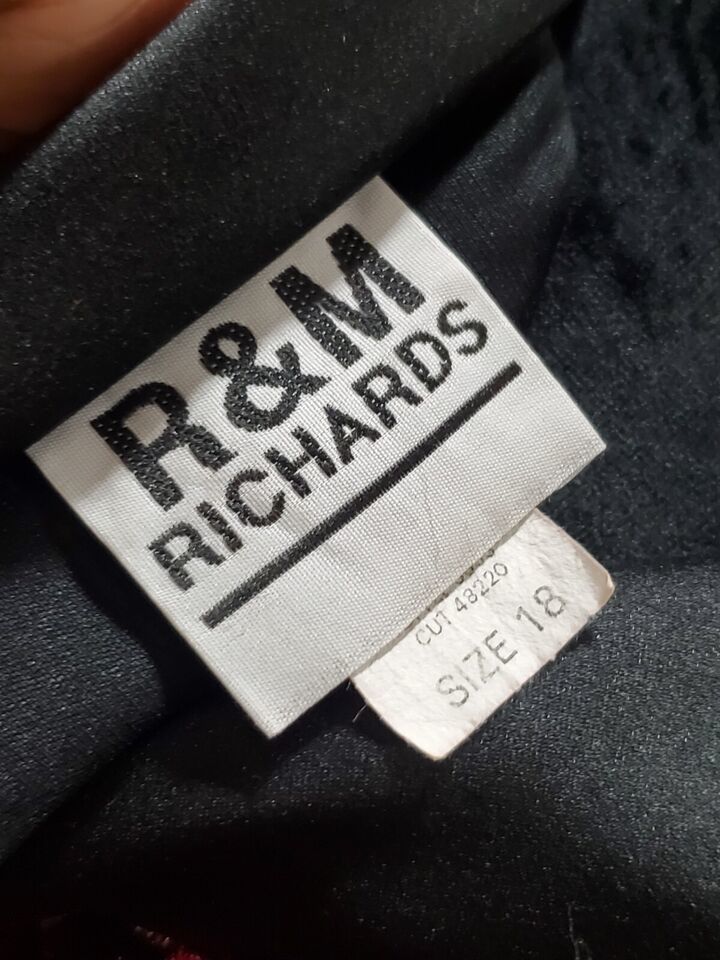 R&M
RICHARDS
CUT 48220
SIZE 18